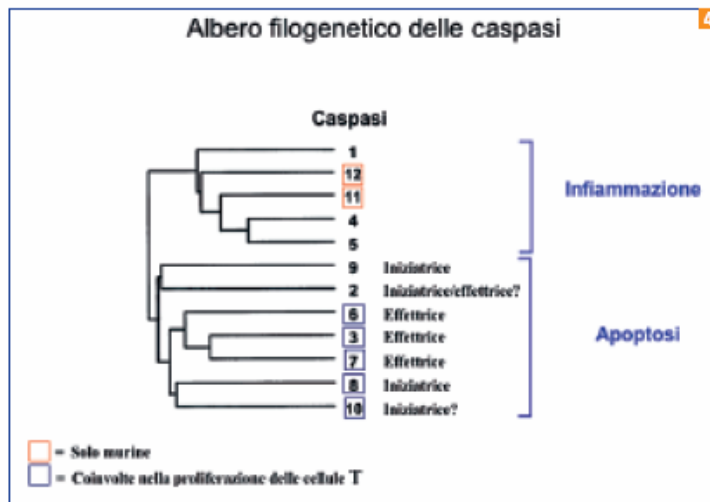 4
Albero filogenetico delle caspasi
Caspasi
1
12
11
4
5
Infiammazione
9 Iniziatrice
2 Iniziatrice/effettrice?
6 Effettrice
3 Effettrice
7 Effettrice
8 Iniziatrice
10 Iniziatrice?
Apoptosi
= Solo murine
= Coinvolte nella proliferazione delle cellule T